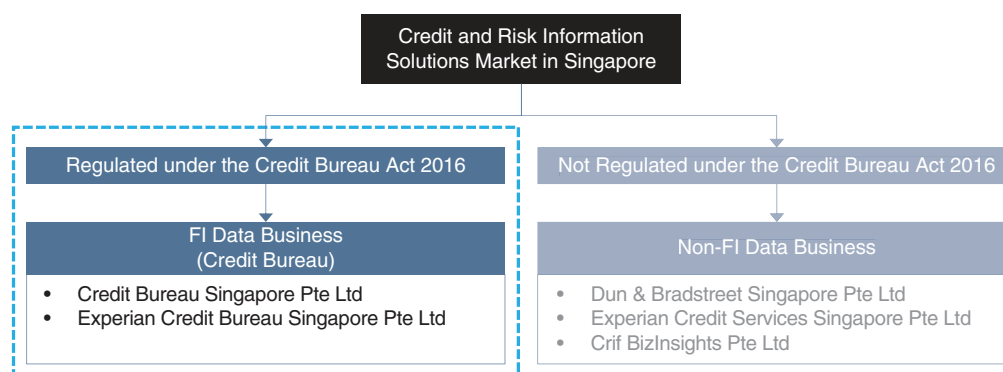 Credit and Risk Information
Solutions Market in Singapore
Regulated under the Credit Bureau Act 2016
FI Data Business
(Credit Bureau)
• Credit Bureau Singapore Pte Ltd
• Experian Credit Bureau Singapore Pte Ltd
Not Regulated under the Credit Bureau Act 2016
Non-FI Data Business
• Dun & Bradstreet Singapore Pte Ltd
• Experian Credit Services Singapore Pte Ltd
• Crif BizInsights Pte Ltd